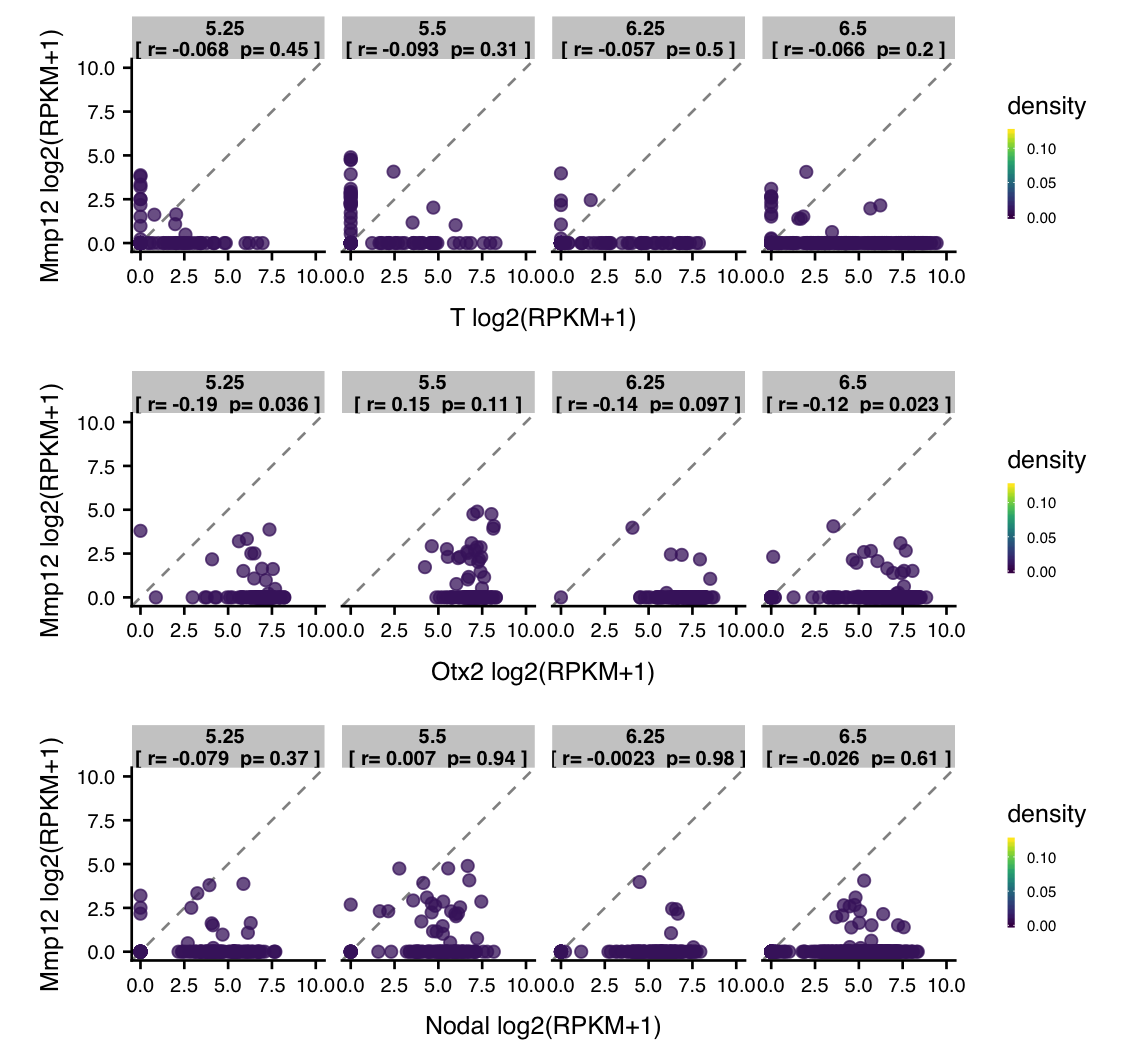 5.25 5.5 6.25 6.5
[ r= -0.068  p= 0.45 ] [ r= -0.093  p= 0.31 ] [ r= -0.057  p= 0.5 ] [ r= -0.066  p= 0.2 ]
Mmp12 log2(RPKM+1)
10.0
7.5
5.0
2.5
0.0
0.0 2.5 5.0 7.5 10.0 0.0 2.5 5.0 7.5 10.0 0.0 2.5 5.0 7.5 10.0 0.0 2.5 5.0 7.5 10.0
T log2(RPKM+1)
density
0.10
0.05
0.00
5.25 5.5 6.25 6.5
[ r= -0.19  p= 0.036 ] [ r= 0.15  p= 0.11 ] [ r= -0.14  p= 0.097 ] [ r= -0.12  p= 0.023 ]
Mmp12 log2(RPKM+1)
10.0
7.5
5.0
2.5
0.0
0.0 2.5 5.0 7.5 10.0 0.0 2.5 5.0 7.5 10.0 0.0 2.5 5.0 7.5 10.0 0.0 2.5 5.0 7.5 10.0
Otx2 log2(RPKM+1)
density
0.10
0.05
0.00
5.25 5.5 6.25 6.5
[ r= -0.079  p= 0.37 ] [ r= 0.007  p= 0.94 ] [ r= -0.0023  p= 0.98 ] [ r= -0.026  p= 0.61 ]
Mmp12 log2(RPKM+1)
10.0
7.5
5.0
2.5
0.0
0.0 2.5 5.0 7.5 10.0 0.0 2.5 5.0 7.5 10.0 0.0 2.5 5.0 7.5 10.0 0.0 2.5 5.0 7.5 10.0
Nodal log2(RPKM+1)
density
0.10
0.05
0.00